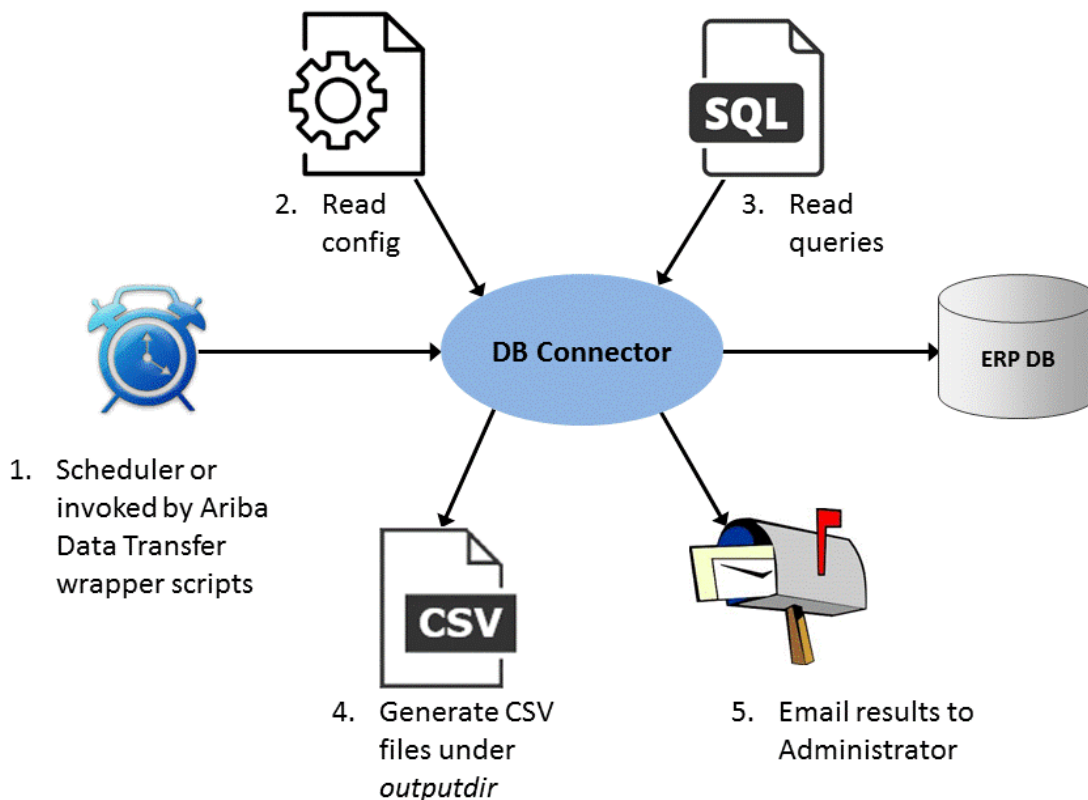 SQL
2. Read
config
3. Read
queries
DB Connector
ERP DB
1. Scheduler or
invoked by Ariba
Data Transfer
wrapper scripts
CSV
4. Generate CSV
files under
outputdir
5. Email results to
Administrator